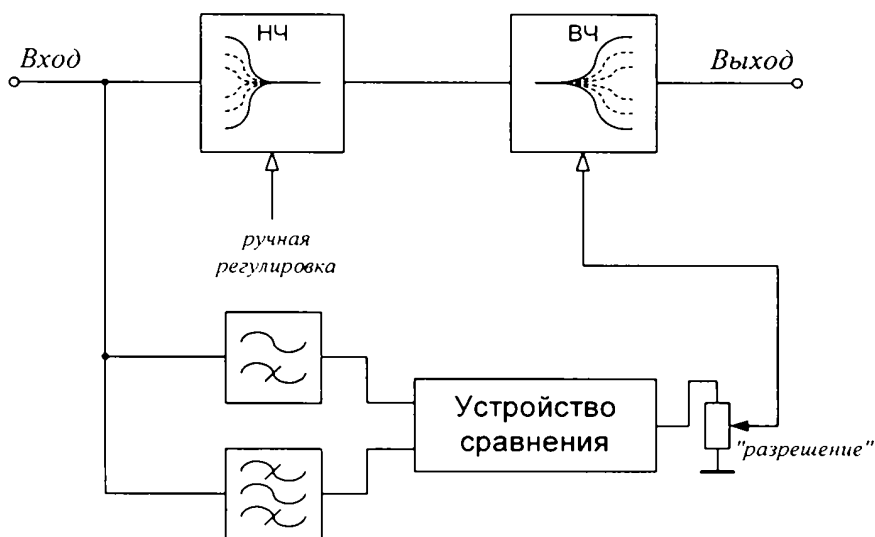 НЧ
ВЧ
Вход
Выход
ручная
регулировка
Устройство
сравнения
"разрешение"